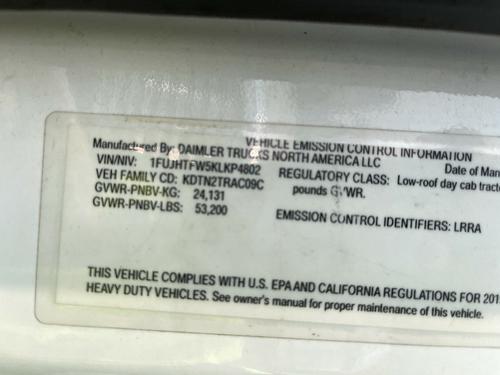 VEHICLE EMISSION CONTROL INFORMATION
Manufactured By: DAIMLER TRUCKS NORTH AMERICA LLC Date of Man
VIN/NIV: 1FUJHTFW5KLKP4802 REGULATORY CLASS: Low-roof day cab tracto
VEH FAMILY CD: KDTN2TRAC09C pounds GVWR.
GVWR-PNBV-KG: 24,131
GVWR-PNBV-LBS: 53,200 EMISSION CONTROL IDENTIFIERS: LRRA
THIS VEHICLE COMPLIES WITH U.S. EPA AND CALIFORNIA REGULATIONS FOR 201
HEAVY DUTY VEHICLES. See owner's manual for proper maintenance of this vehicle.